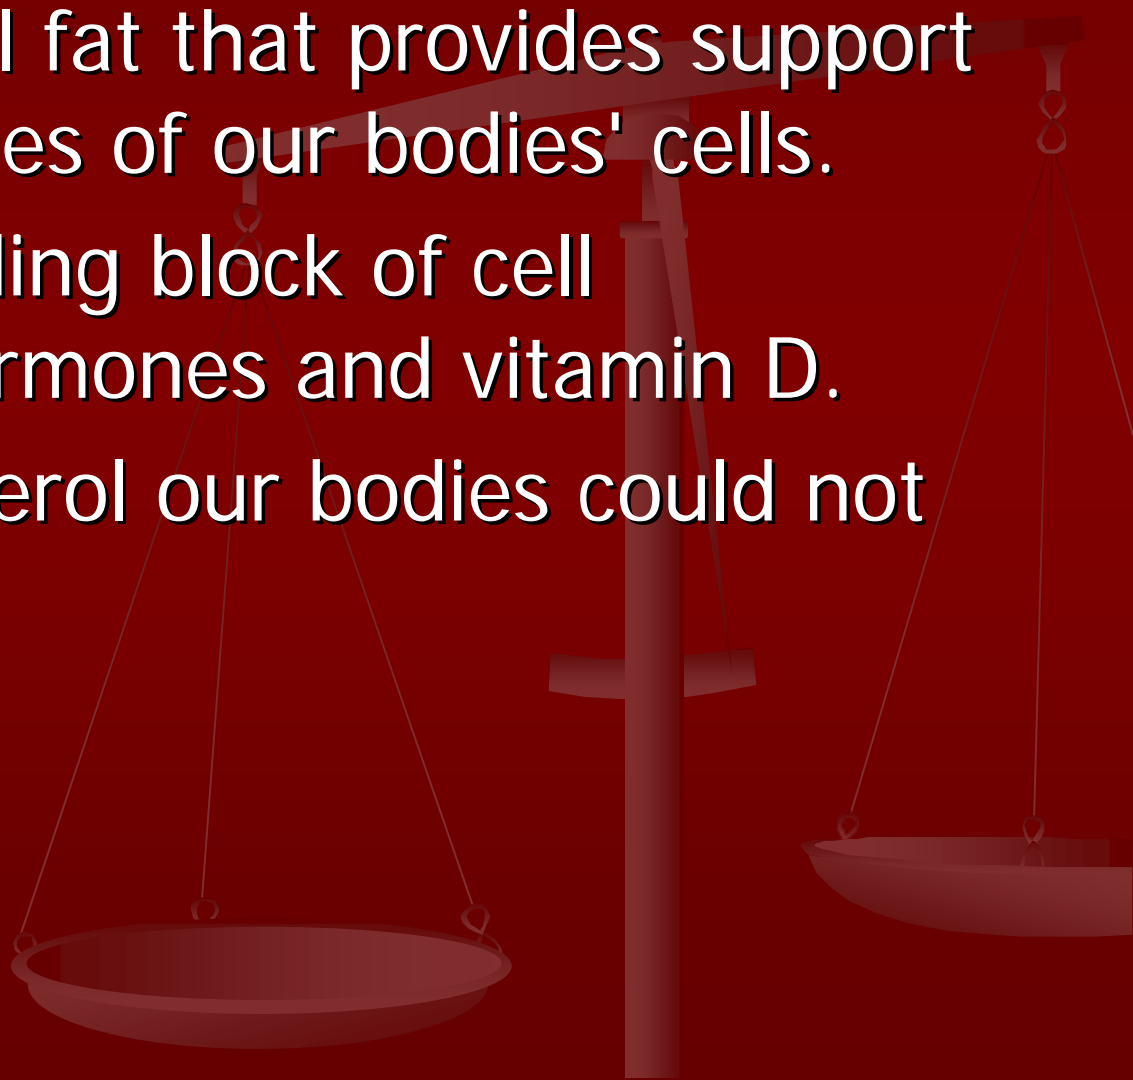 l fat that provides support
es of our bodies' cells.
ling block of cell
rmones and vitamin D.
erol our bodies could not